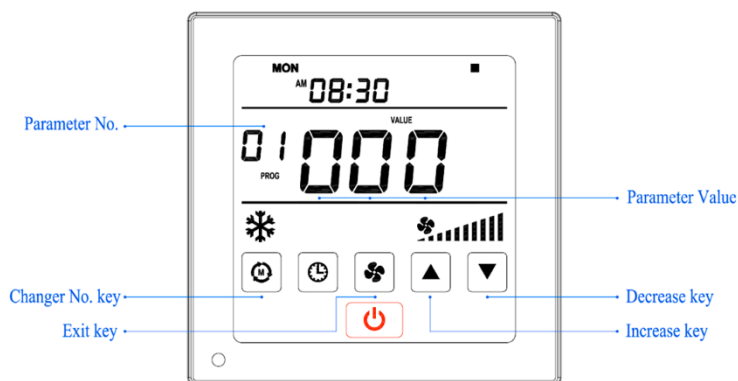 MON
AM 08:30
Parameter No.
01
VALUE
000
PROG
Parameter Value
M
Changer No. key
Decrease key
Exit key
Increase key